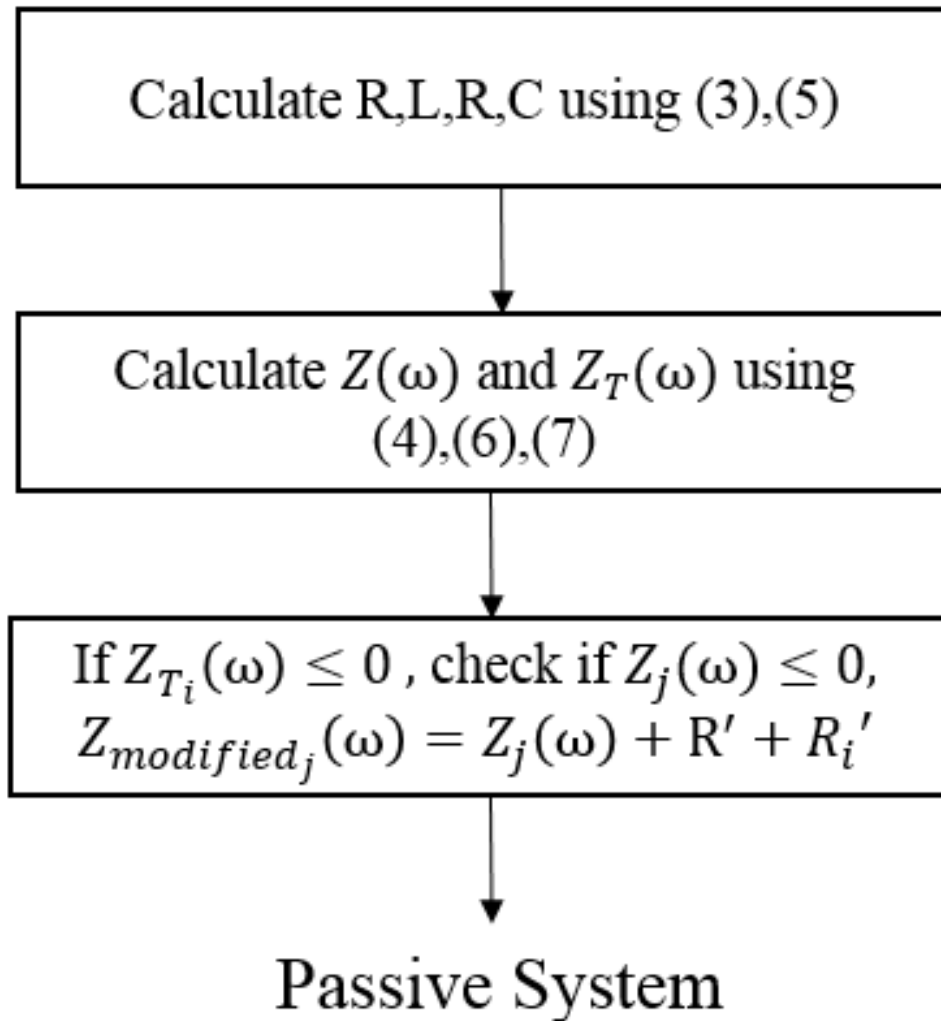 Calculate R,L,R,C using (3),(5)
Calculate Z(ω) and Z_T(ω) using
(4),(6),(7)
If Z_{T_i}(ω) ≤ 0 , check if Z_j(ω) ≤ 0,
Z_{modified_j}(ω) = Z_j(ω) + R′ + R_i′
Passive System